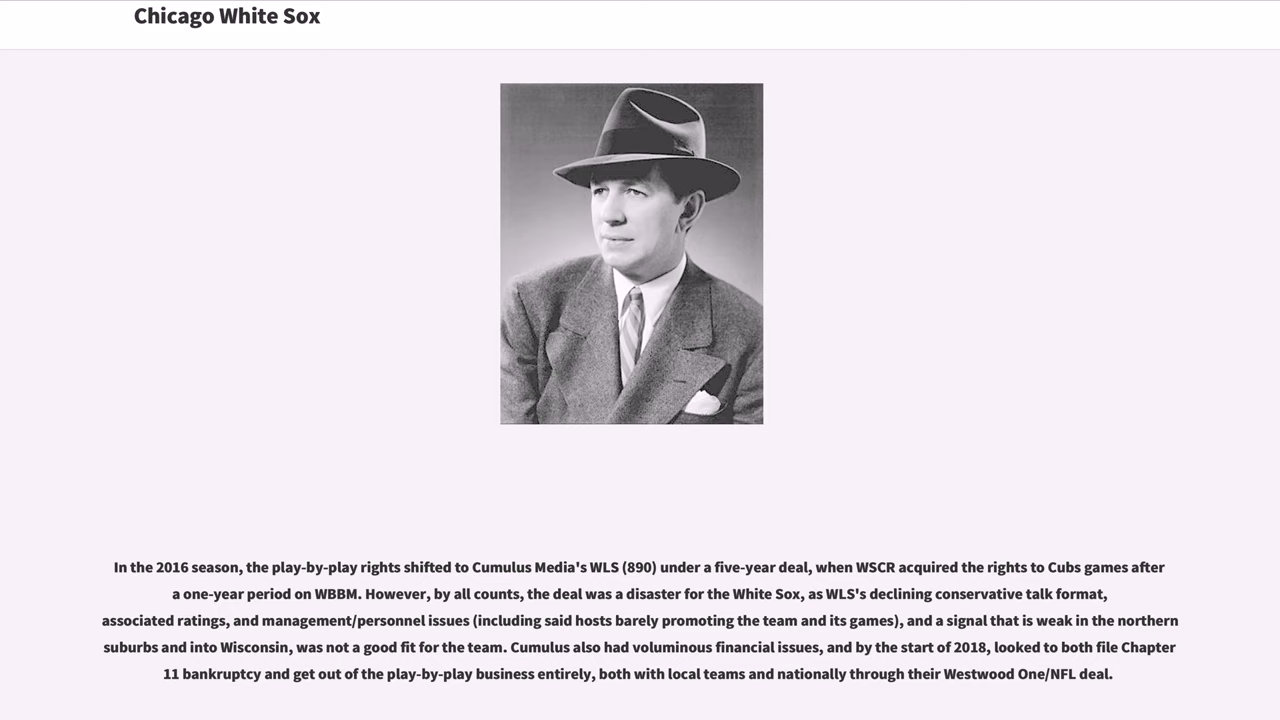 Chicago White Sox
In the 2016 season, the play-by-play rights shifted to Cumulus Media's WLS (890) under a five-year deal, when WSCR acquired the rights to Cubs games after
a one-year period on WBBM. However, by all counts, the deal was a disaster for the White Sox, as WLS's declining conservative talk format,
associated ratings, and management/personnel issues (including said hosts barely promoting the team and its games), and a signal that is weak in the northern
suburbs and into Wisconsin, was not a good fit for the team. Cumulus also had voluminous financial issues, and by the start of 2018, looked to both file Chapter
11 bankruptcy and get out of the play-by-play business entirely, both with local teams and nationally through their Westwood One/NFL deal.